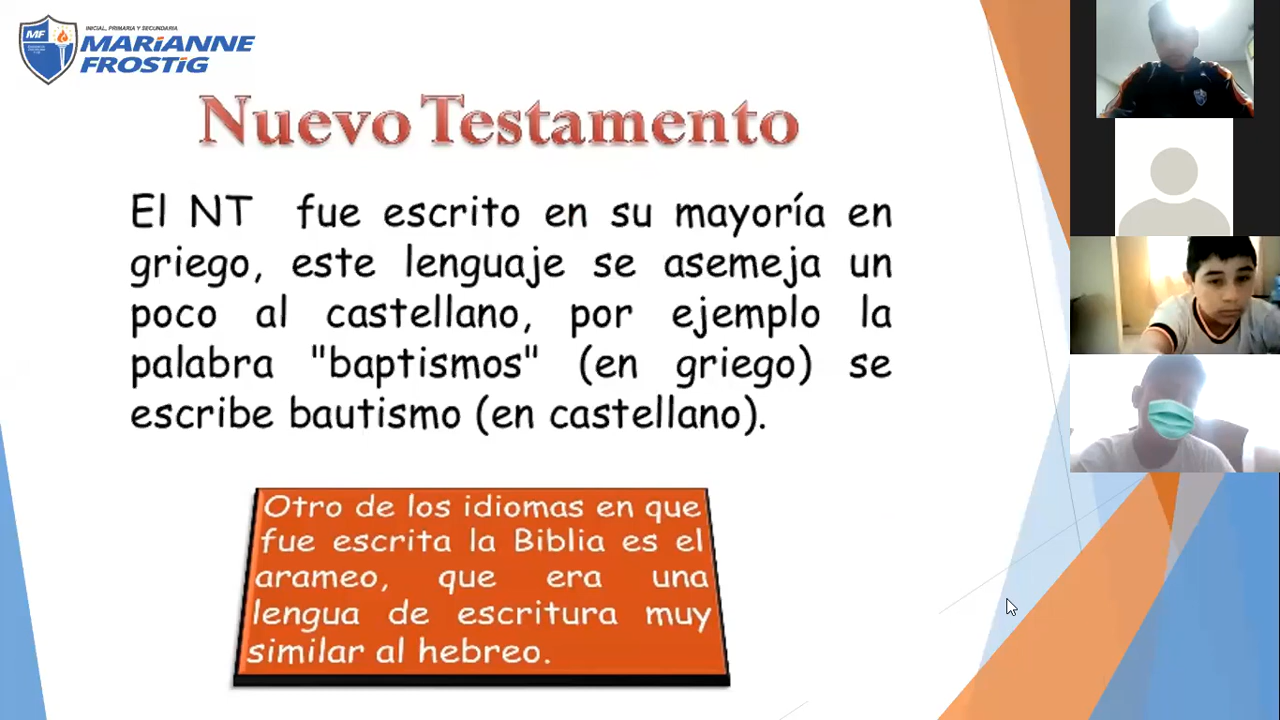 MF
INICIAL, PRIMARIA Y SECUNDARIA
MARiANNE
FROSTiG
Nuevo Testamento
El NT fue escrito en su mayoría en
griego, este lenguaje se asemeja un
poco al castellano, por ejemplo la
palabra "baptismos" (en griego) se
escribe bautismo (en castellano).
Otro de los idiomas en que
fue escrita la Biblia es el
arameo, que era una
lengua de escritura muy
similar al hebreo.